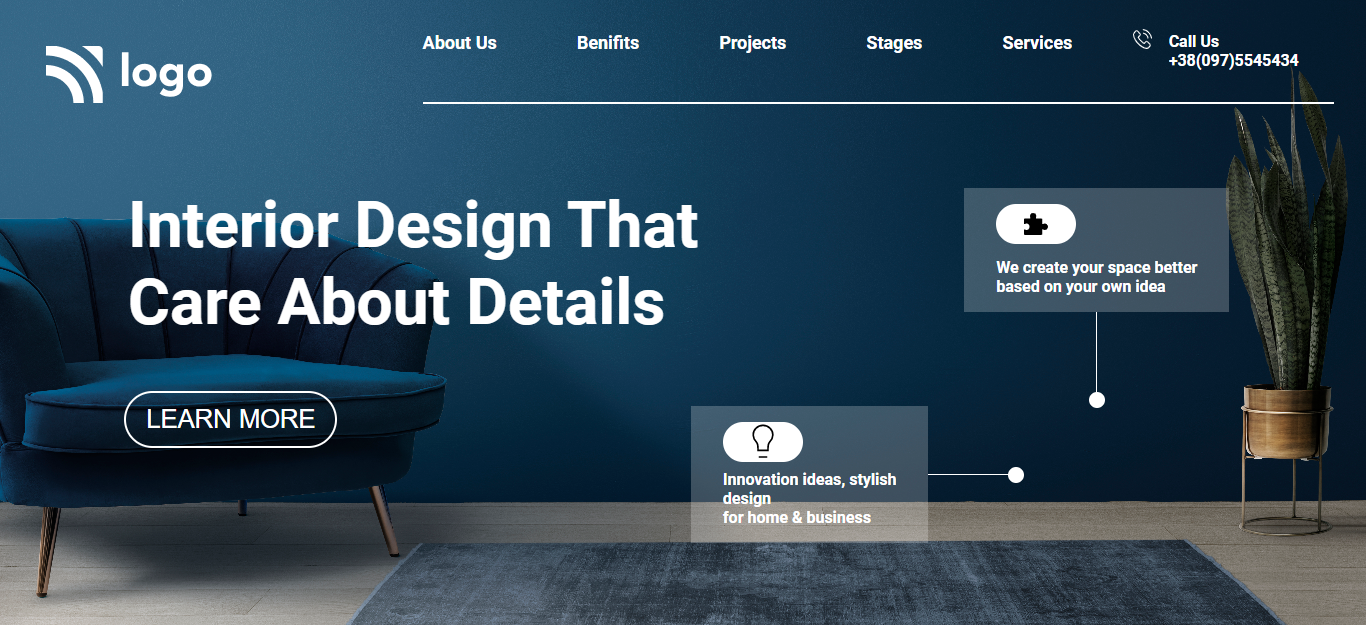 logo
About Us
Benifits
Projects
Stages
Services
Call Us
+38(097)5545434
Interior Design That
Care About Details
LEARN MORE
We create your space better
based on your own idea
Innovation ideas, stylish
design
for home & business